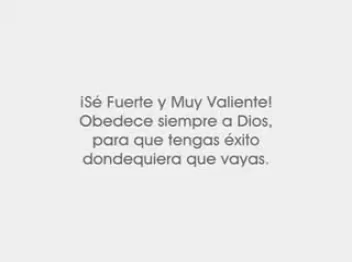 ¡Sé Fuerte y Muy Valiente!
Obedece siempre a Dios,
para que tengas éxito
dondequiera que vayas.